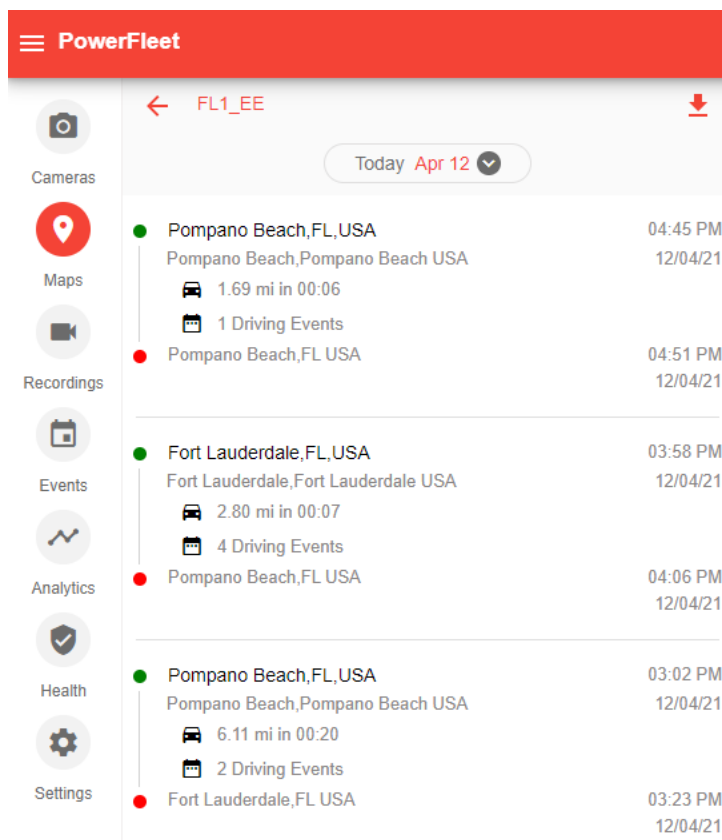 PowerFleet
FL1_EE
Today Apr 12
Cameras
Maps
Recordings
Events
Analytics
Health
Settings
Pompano Beach,FL,USA 04:45 PM
Pompano Beach,Pompano Beach USA 12/04/21
1.69 mi in 00:06
1 Driving Events
Pompano Beach,FL USA 04:51 PM
12/04/21
Fort Lauderdale,FL,USA 03:58 PM
Fort Lauderdale,Fort Lauderdale USA 12/04/21
2.80 mi in 00:07
4 Driving Events
Pompano Beach,FL USA 04:06 PM
12/04/21
Pompano Beach,FL,USA 03:02 PM
Pompano Beach,Pompano Beach USA 12/04/21
6.11 mi in 00:20
2 Driving Events
Fort Lauderdale,FL USA 03:23 PM
12/04/21